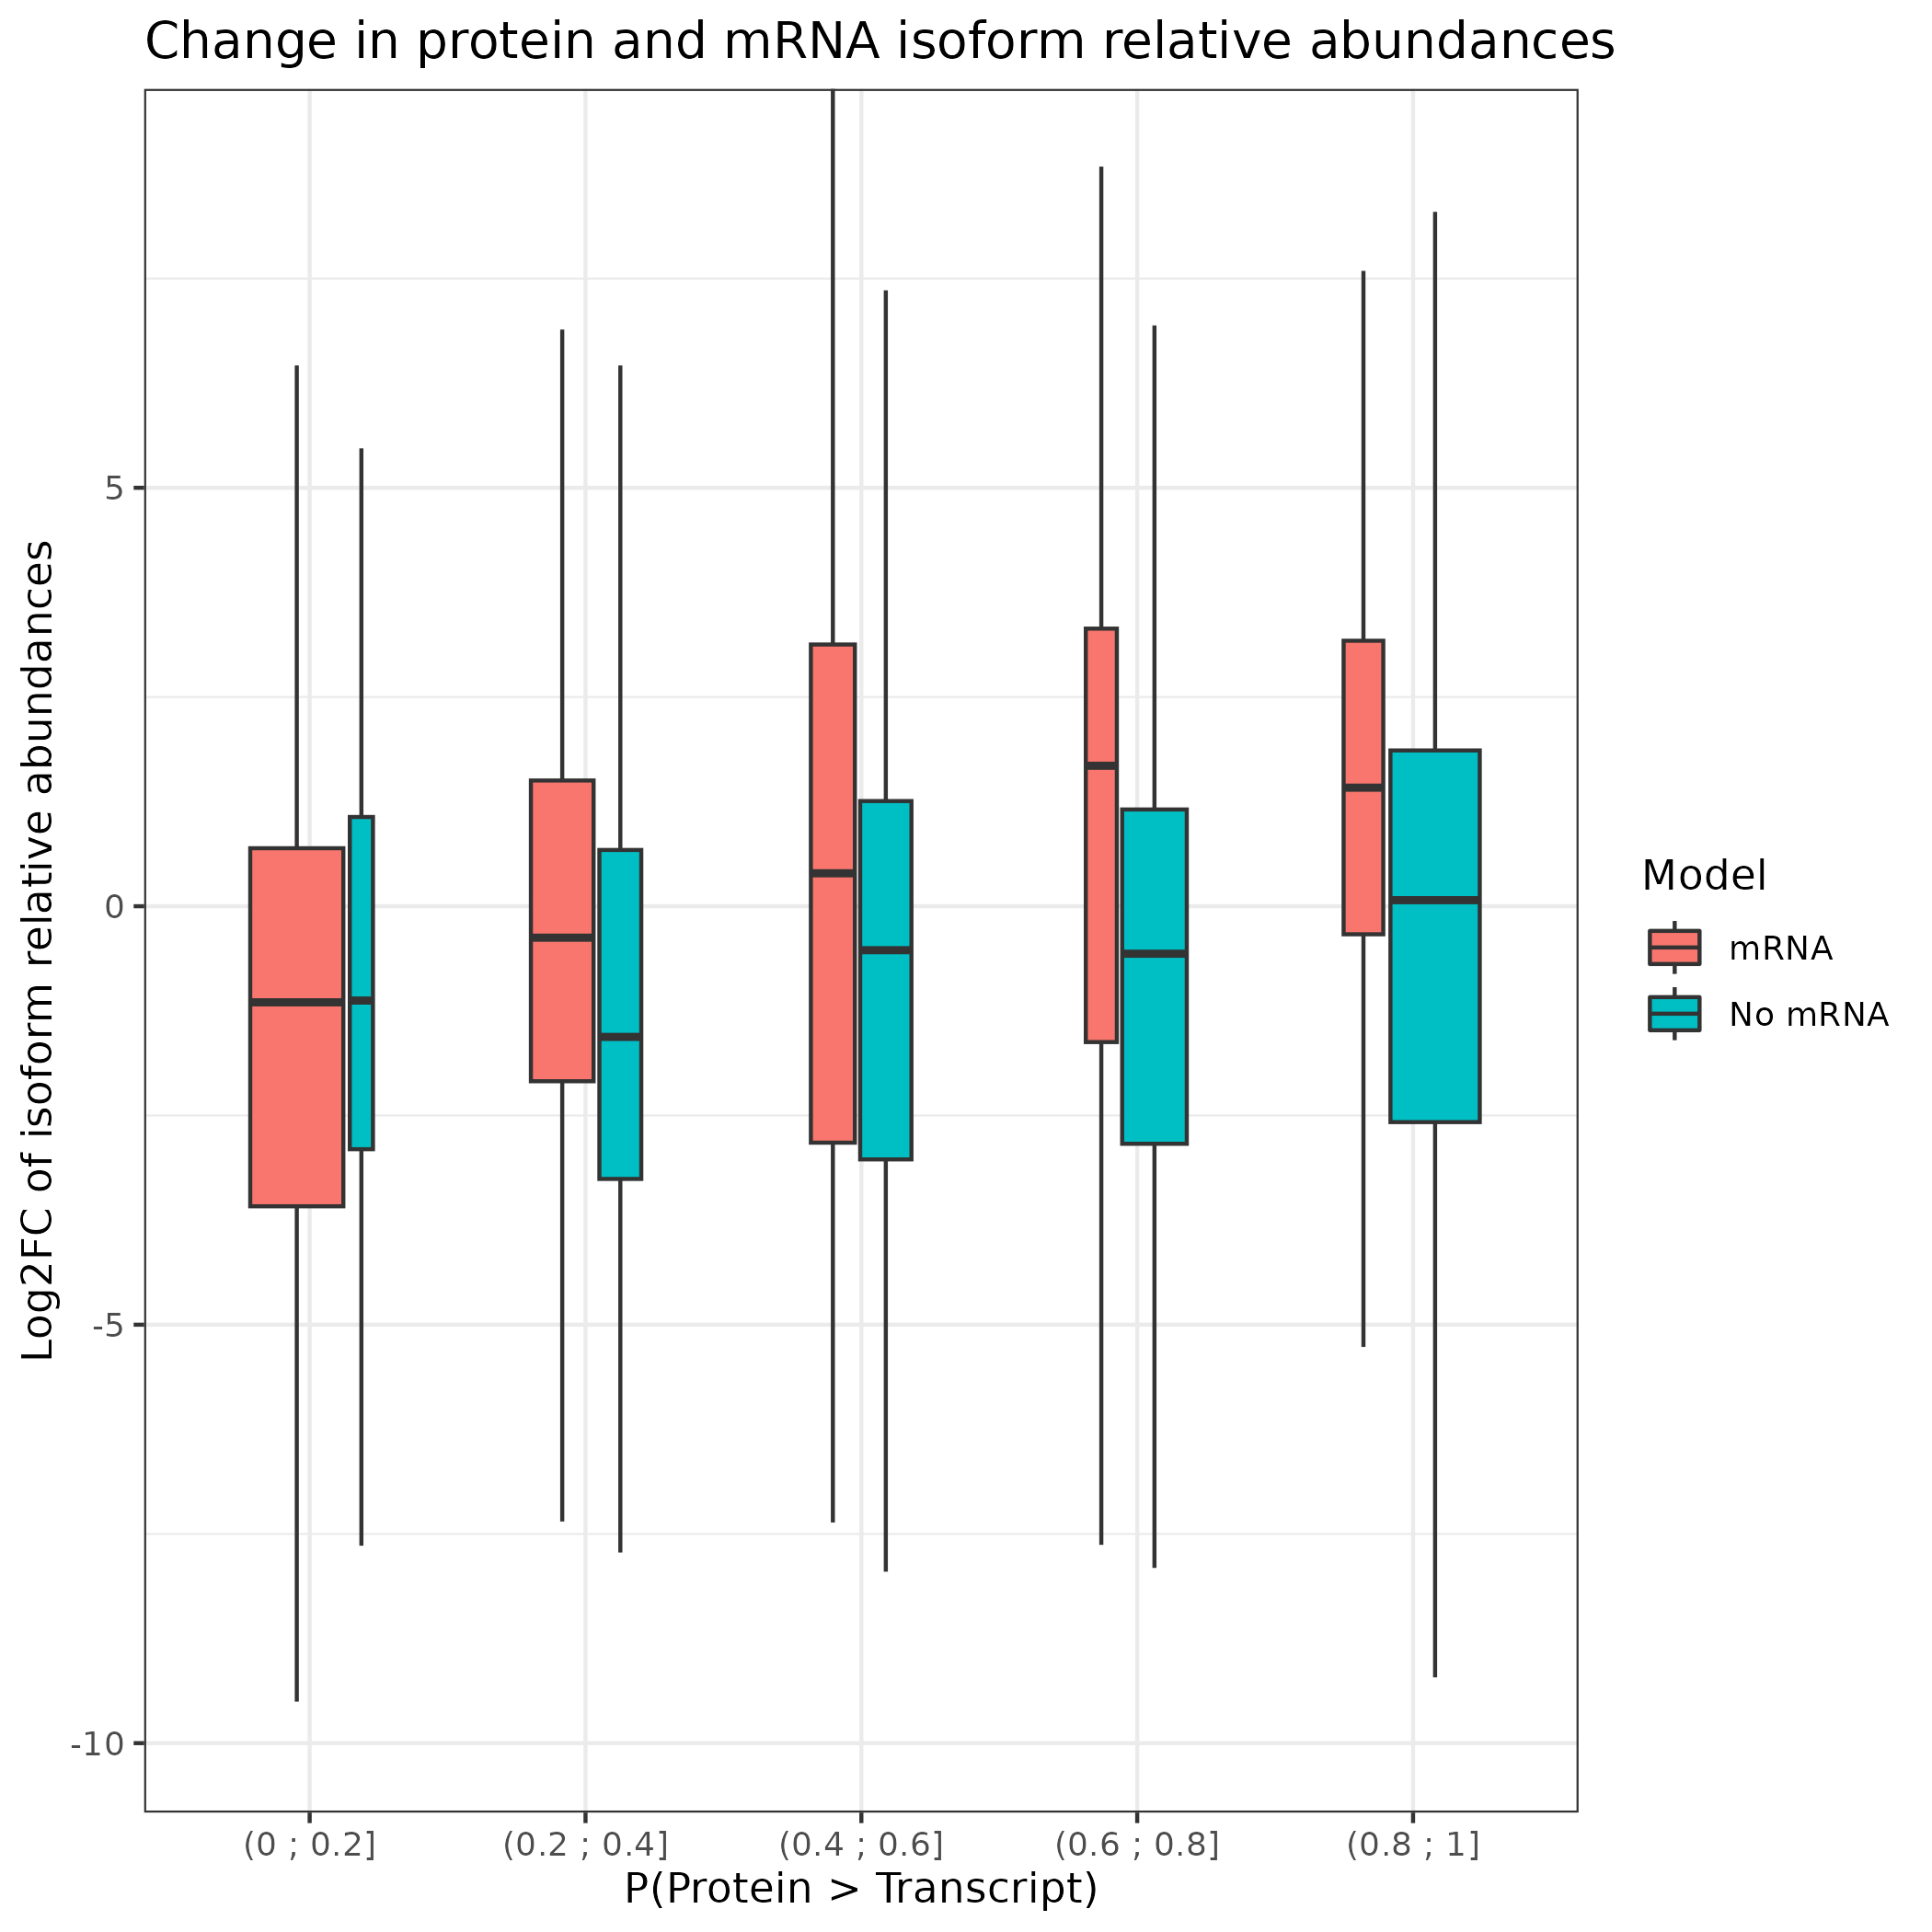 Change in protein and mRNA isoform relative abundances
Log2FC of isoform relative abundances
5
0
-5
-10
(0 ; 0.2]
(0.2 ; 0.4]
(0.4 ; 0.6]
(0.6 ; 0.8]
(0.8 ; 1]
P(Protein > Transcript)
Model
mRNA
No mRNA